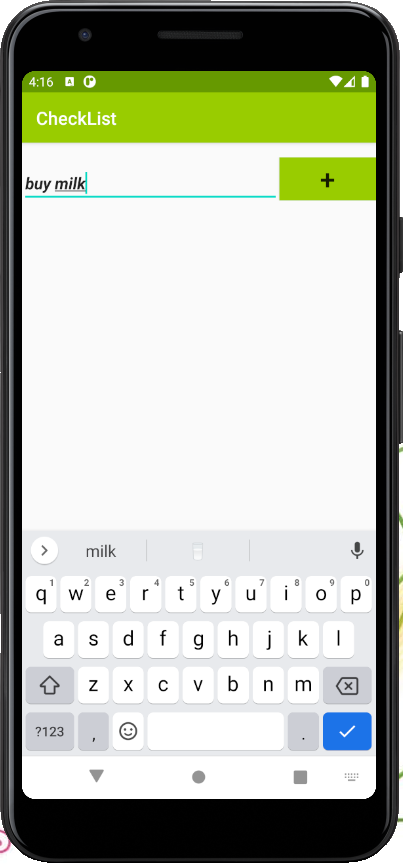 4:16 A
CheckList
buy milk
+
milk
q1 w2 e3 r4 t5 y6 u7 i8 o9 p0
a s d f g h j k l
z x c v b n m
?123 , .